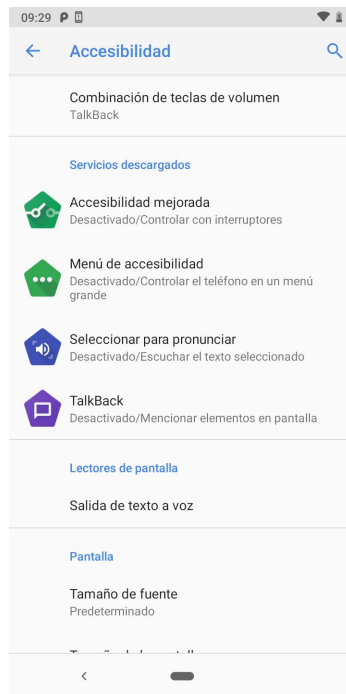 09:29
Accesibilidad
Combinación de teclas de volumen
TalkBack
Servicios descargados
Accesibilidad mejorada
Desactivado/Controlar con interruptores
Menú de accesibilidad
Desactivado/Controlar el teléfono en un menú
grande
Seleccionar para pronunciar
Desactivado/Escuchar el texto seleccionado
TalkBack
Desactivado/Mencionar elementos en pantalla
Lectores de pantalla
Salida de texto a voz
Pantalla
Tamaño de fuente
Predeterminado